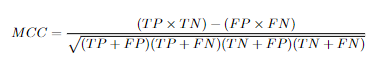 MCC = (TP × TN) − (FP × FN) / √(TP + FP)(TP + FN)(TN + FP)(TN + FN)